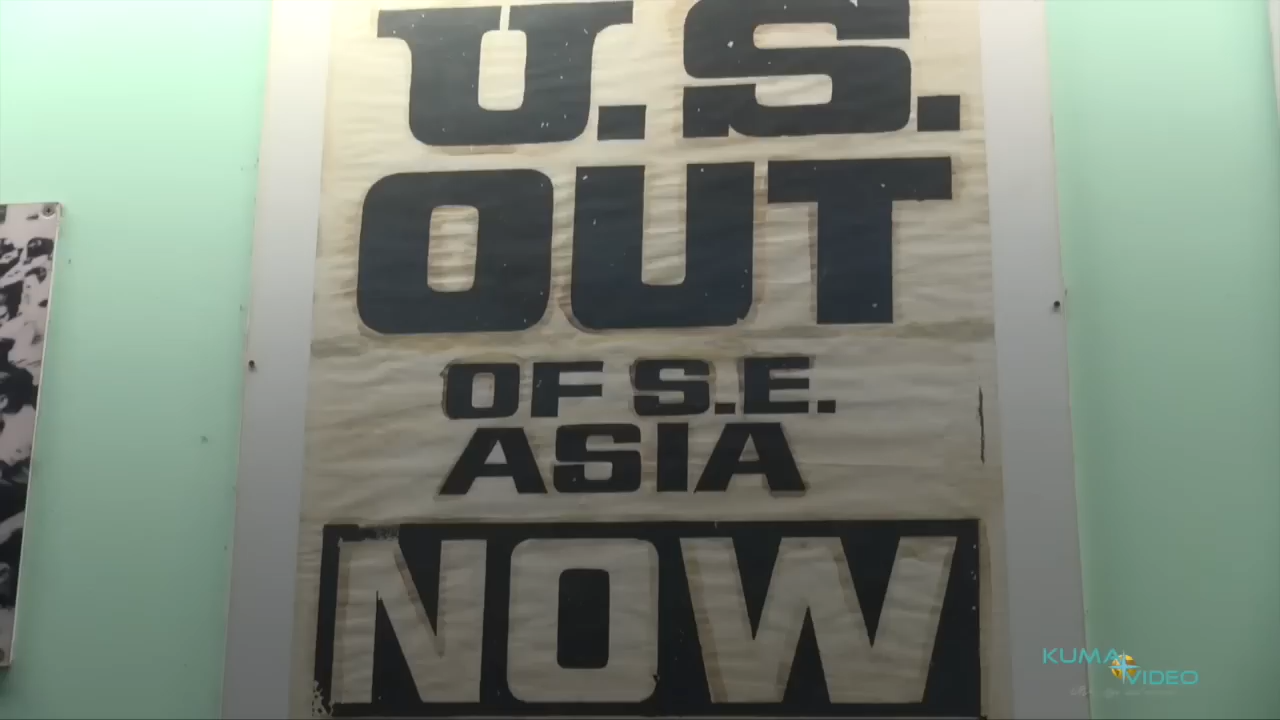 U.S.
OUT
OF S.E.
ASIA
NOW
KUMA
VIDEO